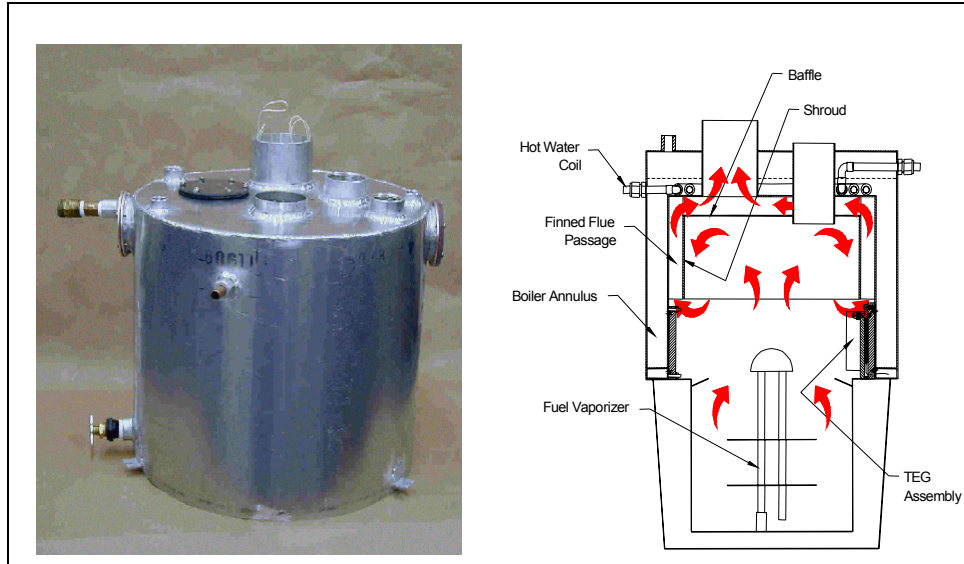 Baffle
Shroud
Hot Water
Coil
Finned Flue
Passage
Boiler Annulus
Fuel Vaporizer
TEG
Assembly